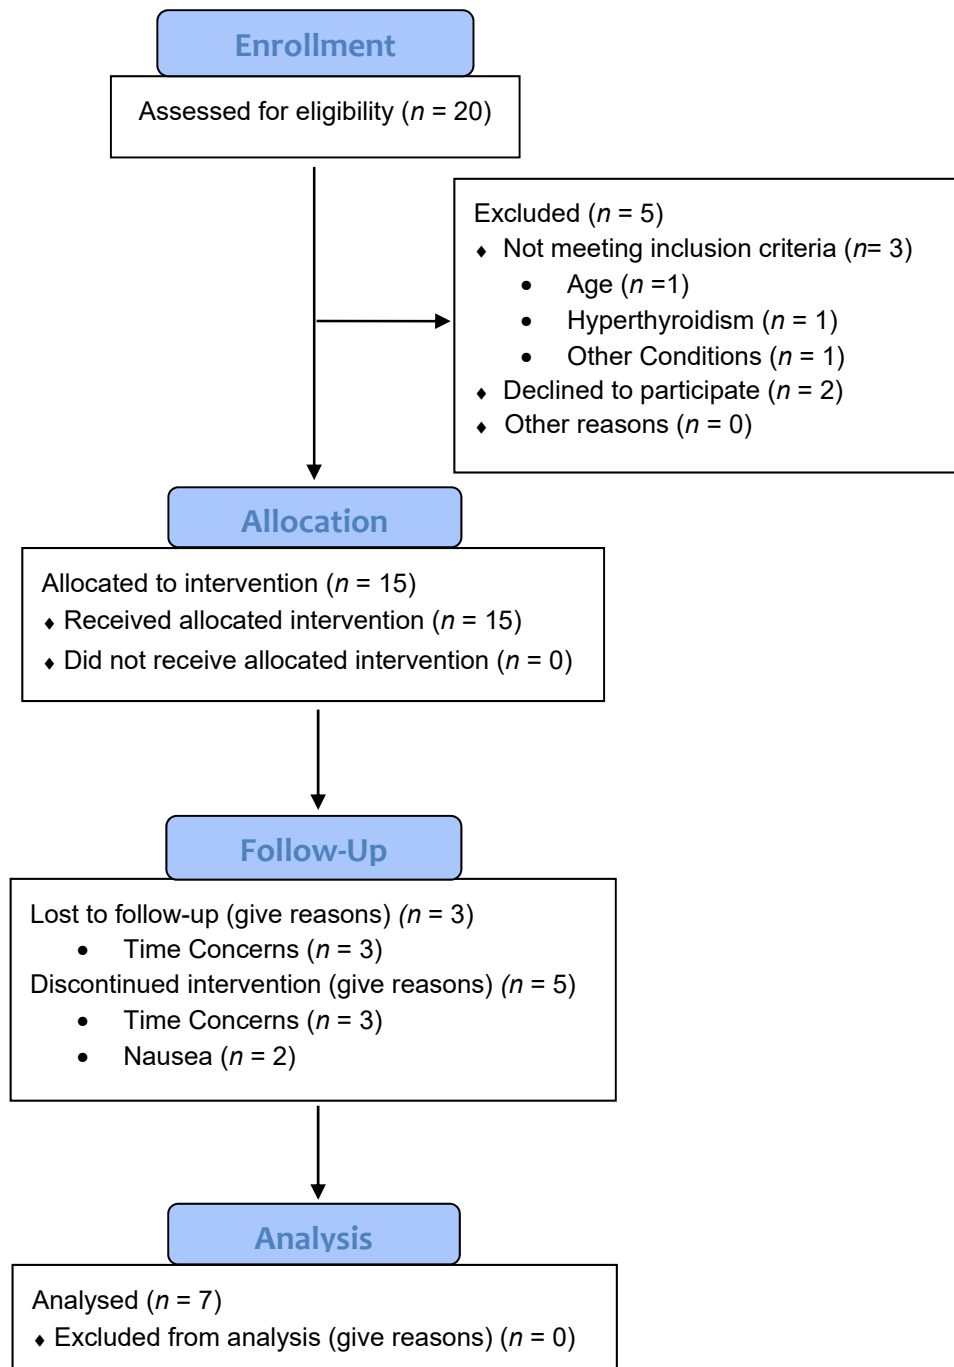 Enrollment
Assessed for eligibility (n = 20)
Excluded (n = 5)
⬧ Not meeting inclusion criteria (n= 3)
• Age (n =1)
• Hyperthyroidism (n = 1)
• Other Conditions (n = 1)
⬧ Declined to participate (n = 2)
⬧ Other reasons (n = 0)
Allocation
Allocated to intervention (n = 15)
⬧ Received allocated intervention (n = 15)
⬧ Did not receive allocated intervention (n = 0)
Follow-Up
Lost to follow-up (give reasons) (n = 3)
• Time Concerns (n = 3)
Discontinued intervention (give reasons) (n = 5)
• Time Concerns (n = 3)
• Nausea (n = 2)
Analysis
Analysed (n = 7)
⬧ Excluded from analysis (give reasons) (n = 0)